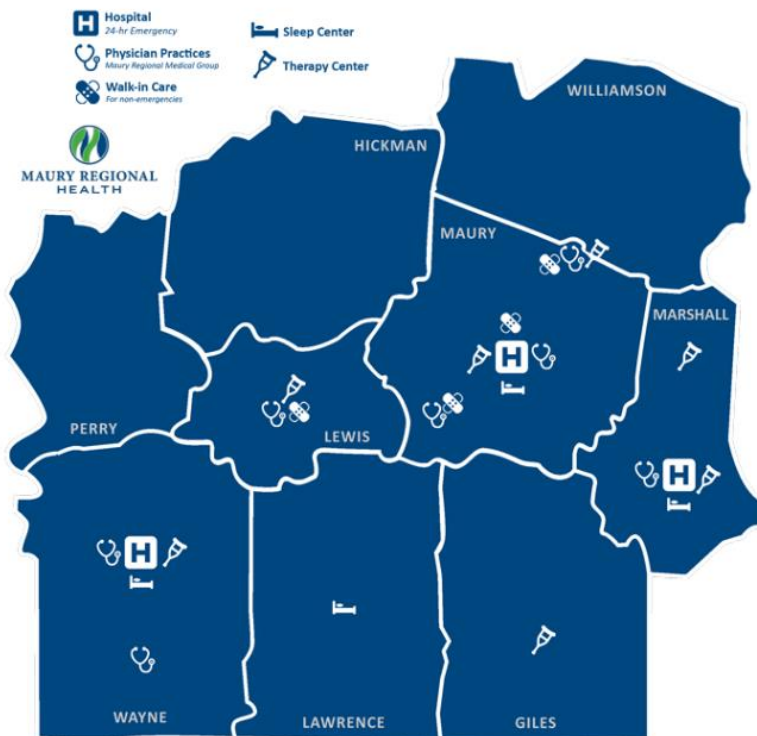 H
Hospital
24-hr Emergency
Sleep Center
Physician Practices
Maury Regional Medical Group
Therapy Center
Walk-in Care
For non-emergencies
MAURY REGIONAL
HEALTH
WILLIAMSON
HICKMAN
MAURY
MARSHALL
H
PERRY
LEWIS
H
H
WAYNE
LAWRENCE
GILES